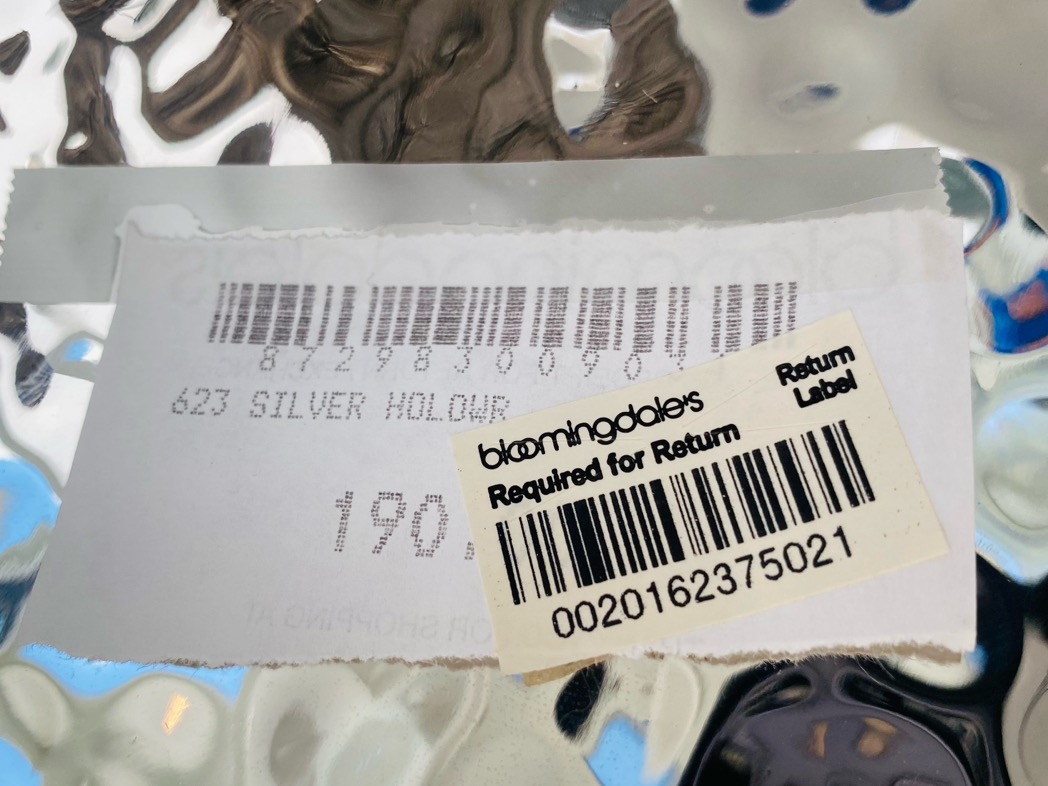 872983009
623 SILVER HOLOWR
190.
bloomingdale's
Return
Label
Required for Return
0020162375021